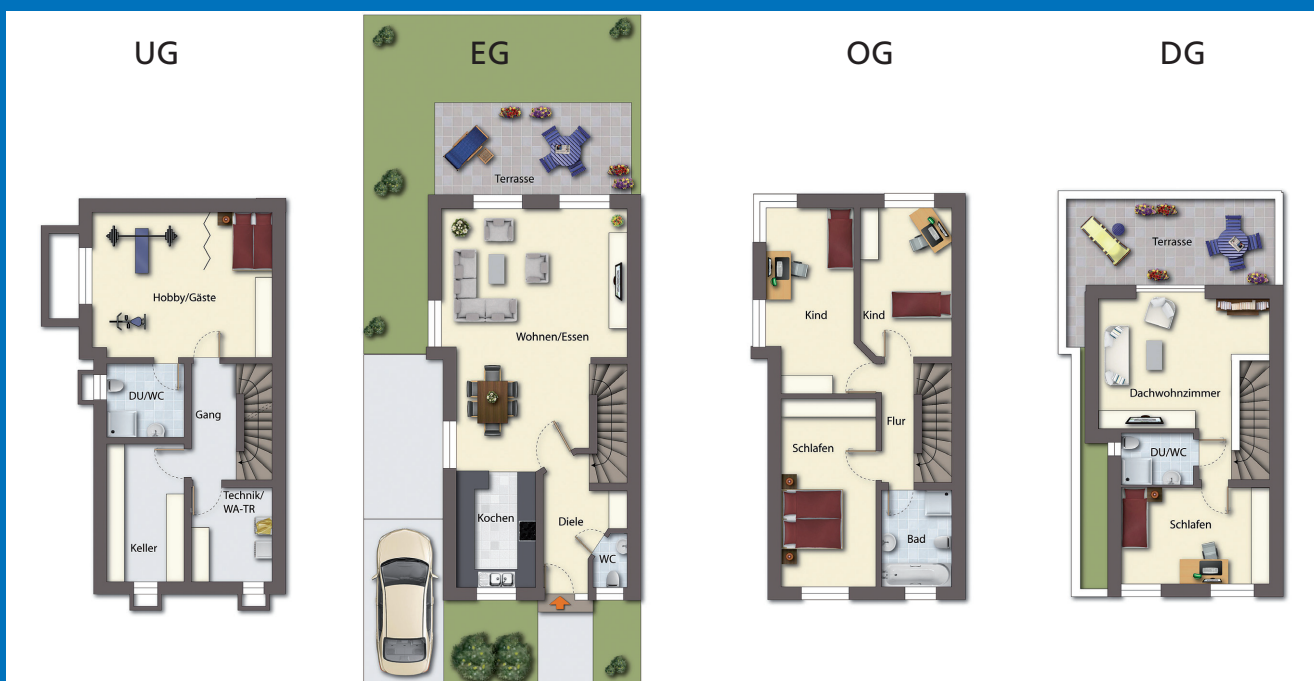 UG
EG
OG
DG
Hobby/Gäste
DU/WC
Gang
Technik/
WA-TR
Keller
Terrasse
Wohnen/Essen
Kochen
Diele
WC
Kind
Kind
Flur
Schlafen
Bad
Terrasse
Dachwohnzimmer
DU/WC
Schlafen